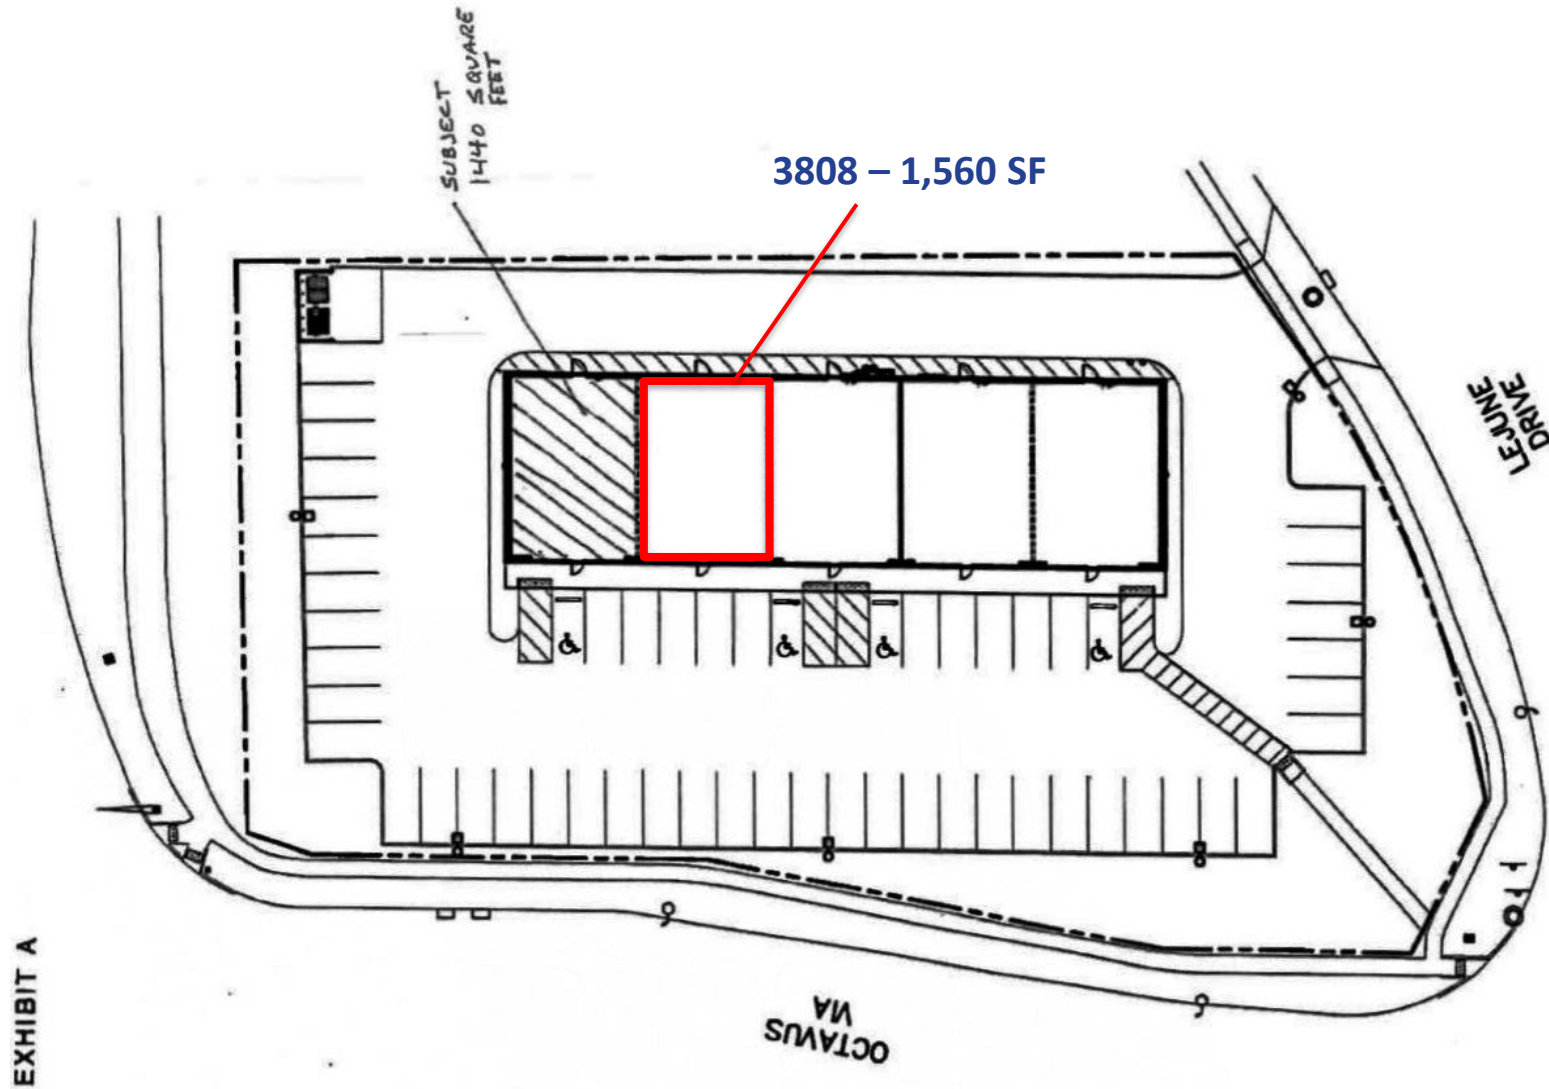 SUBJECT
1440 SQUARE
FEET
3808 – 1,560 SF
LEJUNE
DRIVE
OCTAVUS
VIA
EXHIBIT A